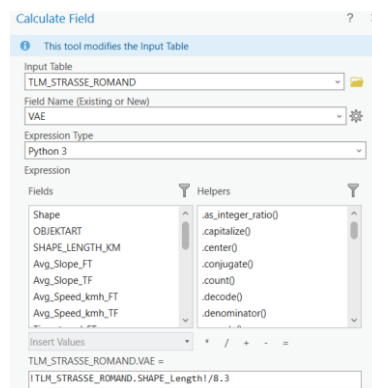 Calculate Field ?
This tool modifies the Input Table
Input Table
TLM_STRASSE_ROMAND
Field Name (Existing or New)
VAE
Expression Type
Python 3
Expression
Fields Helpers
Shape .as_integer_ratio()
OBJEKTART .capitalize()
SHAPE_LENGTH_KM .center()
Avg_Slope_FT .conjugate()
Avg_Slope_TF .count()
Avg_Speed_kmh_FT .decode()
Avg_Speed_kmh_TF .denominator()
Insert Values * / + - =
TLM_STRASSE_ROMAND.VAE =
!TLM_STRASSE_ROMAND.SHAPE_Length!/8.3